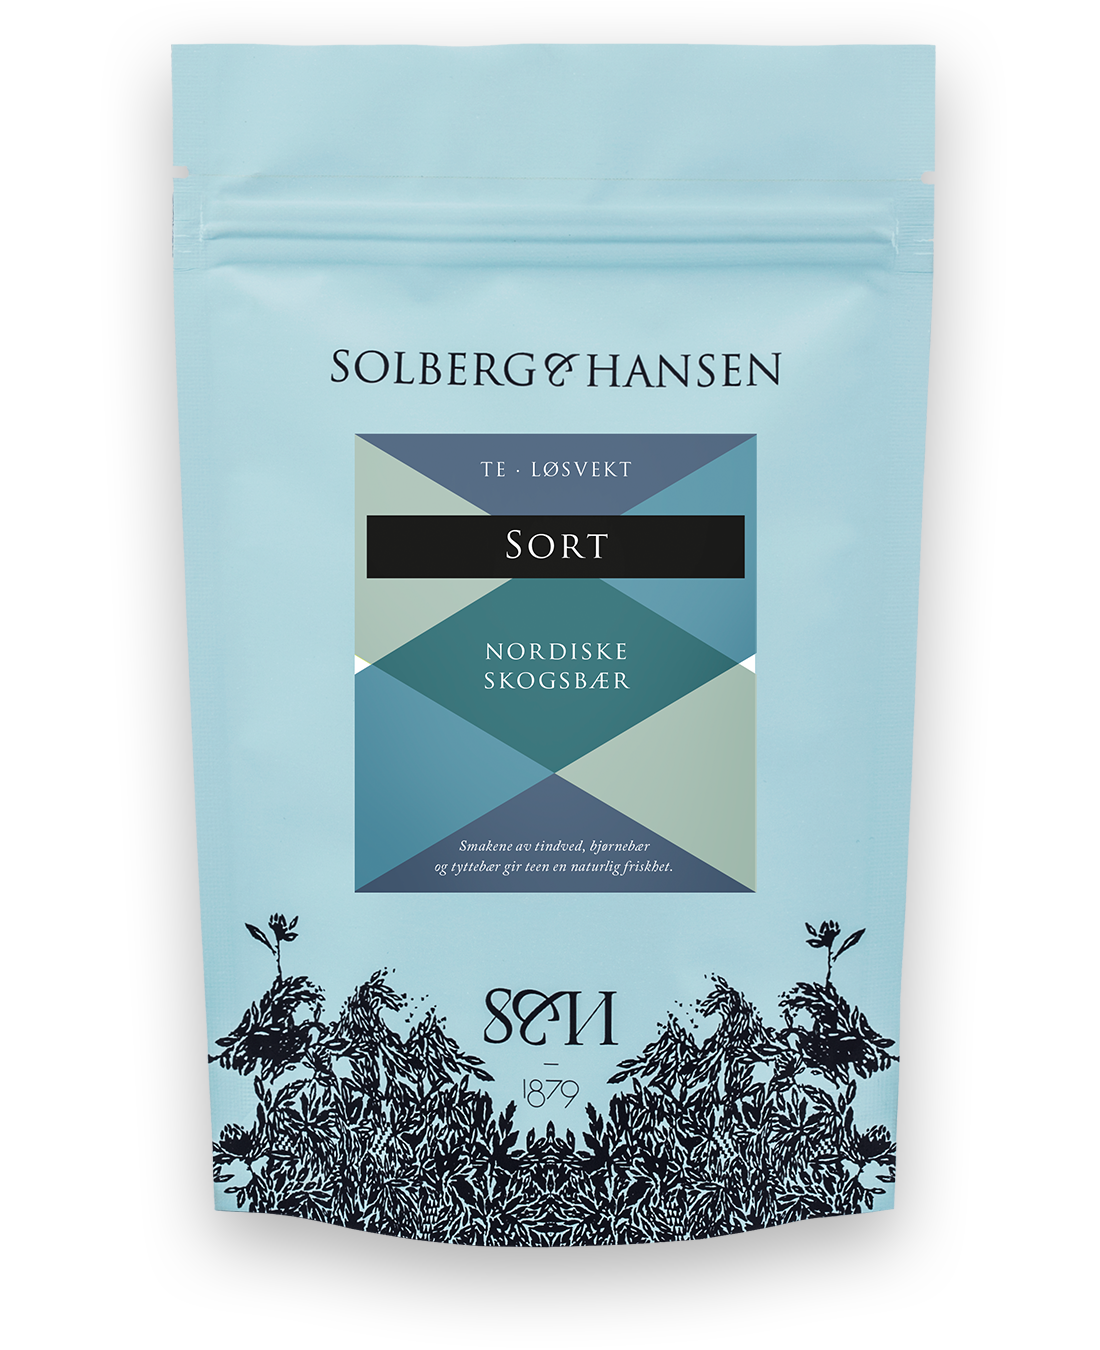 SOLBERG & HANSEN
TE · LØSVEKT
SORT
NORDISKE
SKOGSBÆR
Smakene av tindved, bjørnebær
og tyttebær gir teen en naturlig friskhet.
S&H
1879